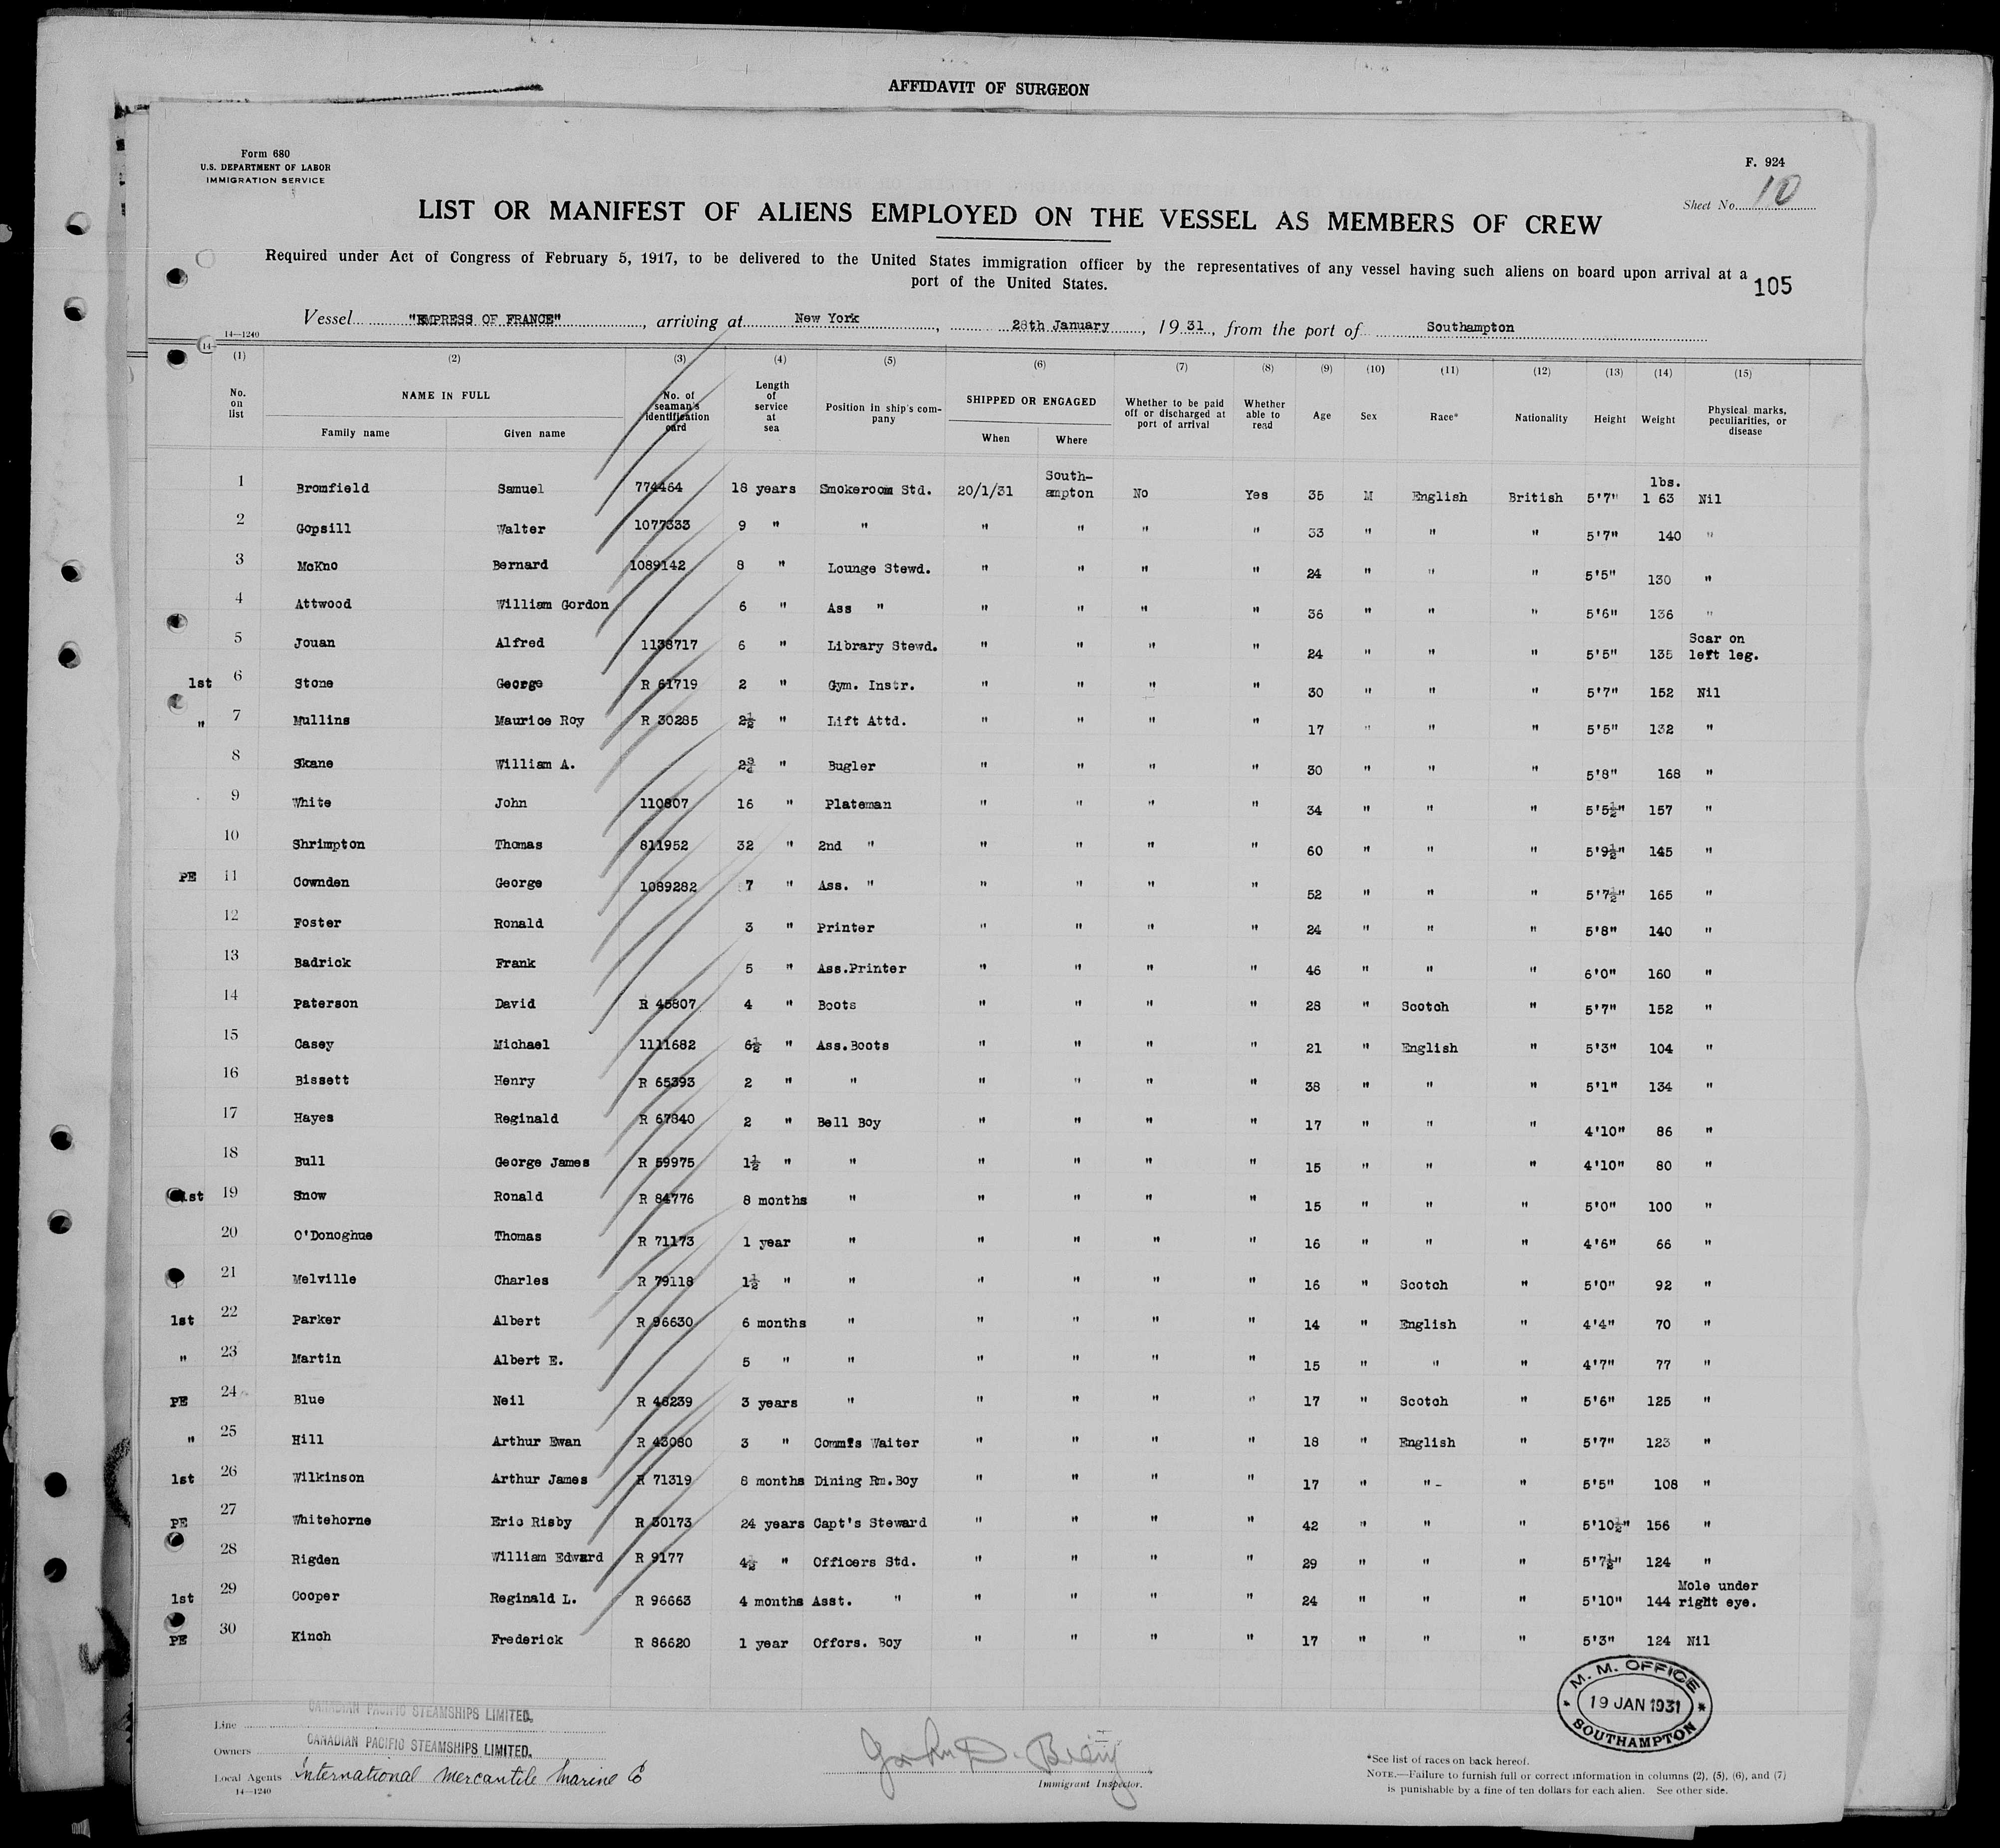 AFFIDAVIT OF SURGEON
Form 680
U.S. DEPARTMENT OF LABOR
IMMIGRATION SERVICE
F. 924
Sheet No. 10
LIST OR MANIFEST OF ALIENS EMPLOYED ON THE VESSEL AS MEMBERS OF CREW
Required under Act of Congress of February 5, 1917, to be delivered to the United States immigration officer by the representatives of any vessel having such aliens on board upon arrival at a
port of the United States.
105
Vessel "EMPRESS OF FRANCE", arriving at New York, 28th January, 1931, from the port of Southampton
14—1240
(1) (2) (3) (4) (5) (6) (7) (8) (9) (10) (11) (12) (13) (14) (15)
No. on list NAME IN FULL No. of seaman's identification card Length of service at sea Position in ship's company SHIPPED OR ENGAGED Whether to be paid off or discharged at port of arrival Whether able to read Age Sex Race* Nationality Height Weight Physical marks, peculiarities, or disease
Family name Given name When Where
1 Bromfield Samuel 774464 18 years Smokeroom Std. 20/1/31 South-ampton No Yes 35 M English British 5'7" lbs. 1 63 Nil
2 Gopsill Walter 1077333 9 " " " " " " 33 " " " 5'7" 140 "
3 McKno Bernard 1089142 8 " Lounge Stewd. " " " " 24 " " " 5'5" 130 "
4 Attwood William Gordon 6 " Ass " " " " " 36 " " " 5'6" 136 "
5 Jouan Alfred 1138717 6 " Library Stewd. " " " " 24 " " " 5'5" 135 Scar on left leg.
1st 6 Stone George R 61719 2 " Gym. Instr. " " " " 30 " " " 5'7" 152 Nil
" 7 Mullins Maurice Roy R 30285 2½ " Lift Attd. " " " " 17 " " " 5'5" 132 "
8 Skane William A. 2¾ " Bugler " " " " 30 " " " 5'8" 168 "
9 White John 110807 16 " Plateman " " " " 34 " " " 5'5½" 157 "
10 Shrimpton Thomas 811952 32 " 2nd " " " " " 60 " " " 5'9½" 145 "
PE 11 Cownden George 1089282 7 " Ass. " " " " " 52 " " " 5'7½" 165 "
12 Foster Ronald 3 " Printer " " " " 24 " " " 5'8" 140 "
13 Badrick Frank 5 " Ass.Printer " " " " 46 " " " 6'0" 160 "
14 Paterson David R 45807 4 " Boots " " " " 28 " Scotch " 5'7" 152 "
15 Casey Michael 1111682 6½ " Ass.Boots " " " " 21 " English " 5'3" 104 "
16 Bissett Henry R 65393 2 " " " " " " 38 " " " 5'1" 134 "
17 Hayes Reginald R 67840 2 " Bell Boy " " " " 17 " " " 4'10" 86 "
18 Bull George James R 59975 1½ " " " " " " 15 " " " 4'10" 80 "
1st 19 Snow Ronald R 84776 8 months " " " " " 15 " " " 5'0" 100 "
20 O'Donoghue Thomas R 71173 1 year " " " " " 16 " " " 4'6" 66 "
21 Melville Charles R 79118 1½ " " " " " " 16 " Scotch " 5'0" 92 "
1st 22 Parker Albert R 96630 6 months " " " " " 14 " English " 4'4" 70 "
" 23 Martin Albert E. 5 " " " " " " 15 " " " 4'7" 77 "
PE 24 Blue Neil R 46239 3 years " " " " " 17 " Scotch " 5'6" 125 "
" 25 Hill Arthur Ewan R 43080 3 " Commis Waiter " " " " 18 " English " 5'7" 123 "
1st 26 Wilkinson Arthur James R 71319 8 months Dining Rm.Boy " " " " 17 " " - " 5'5" 108 "
PE 27 Whitehorne Eric Risby R 30173 24 years Capt's Steward " " " " 42 " " " 5'10½" 156 "
28 Rigden William Edward R 9177 4½ " Officers Std. " " " " 29 " " " 5'7½" 124 "
1st 29 Cooper Reginald L. R 96663 4 months Asst. " " " " " 24 " " " 5'10" 144 Mole under right eye.
PE 30 Kinch Frederick R 86620 1 year Offcrs. Boy " " " " 17 " " " 5'3" 124 Nil
M. M. OFFICE
19 JAN 1931
SOUTHAMPTON
Line CANADIAN PACIFIC STEAMSHIPS LIMITED.
Owners CANADIAN PACIFIC STEAMSHIPS LIMITED.
Local Agents International Mercantile Marine Co
14—1240
John D.
Immigrant Inspector.
*See list of races on back hereof.
NOTE.—Failure to furnish full or correct information in columns (2), (5), (6), and (7)
is punishable by a fine of ten dollars for each alien. See other side.